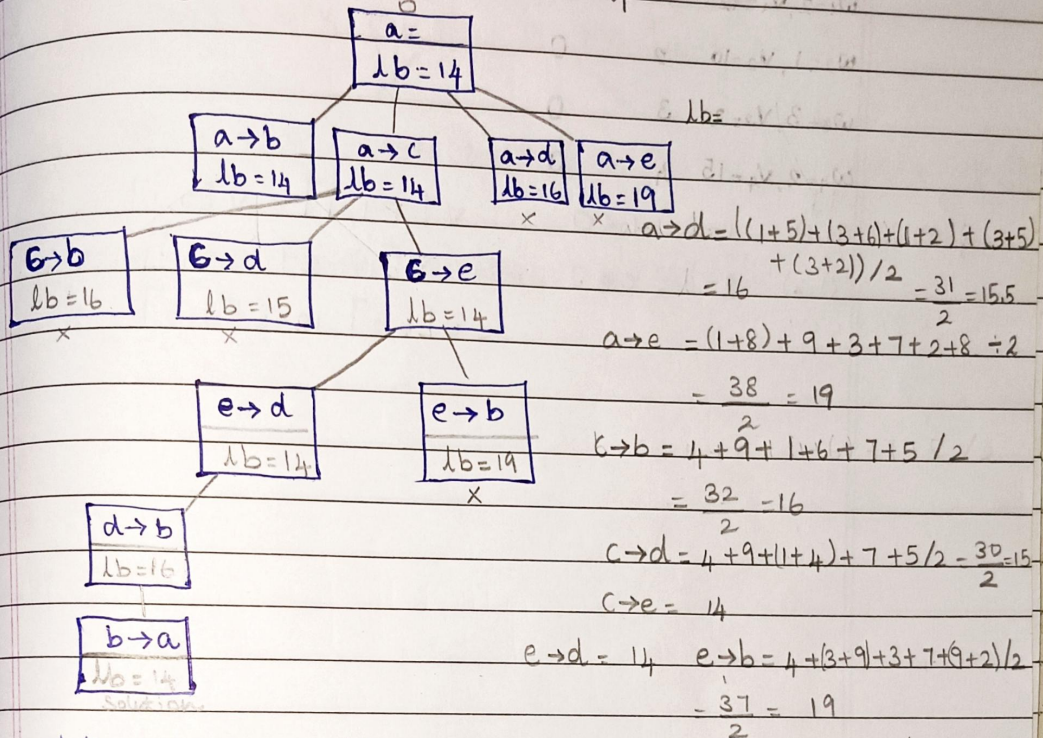 a =
lb = 14
lb=
a→b
lb = 14
a→c
lb = 14
a→d
lb = 16
x
a→e
lb = 19
x
a→d = ((1+5)+(3+6)+(1+2)+(3+5)
+(3+2))/2
= 16 = 31/2 = 15.5
c→b
lb = 16
x
c→d
lb = 15
x
c→e
lb = 14
a→e = (1+8)+9+3+7+2+8 ÷2
= 38/2 = 19
e→d
lb = 14
e→b
lb = 19
x
c→b = 4+9+1+6+7+5 /2
= 32/2 = 16
d→b
lb=16
c→d = 4+9+(1+4)+7+5/2 = 30/2 = 15
c→e = 14
b→a
lb = 14
Solution
e→d = 14 e→b = 4+(3+9)+3+7+(9+2)/2
= 37/2 = 19